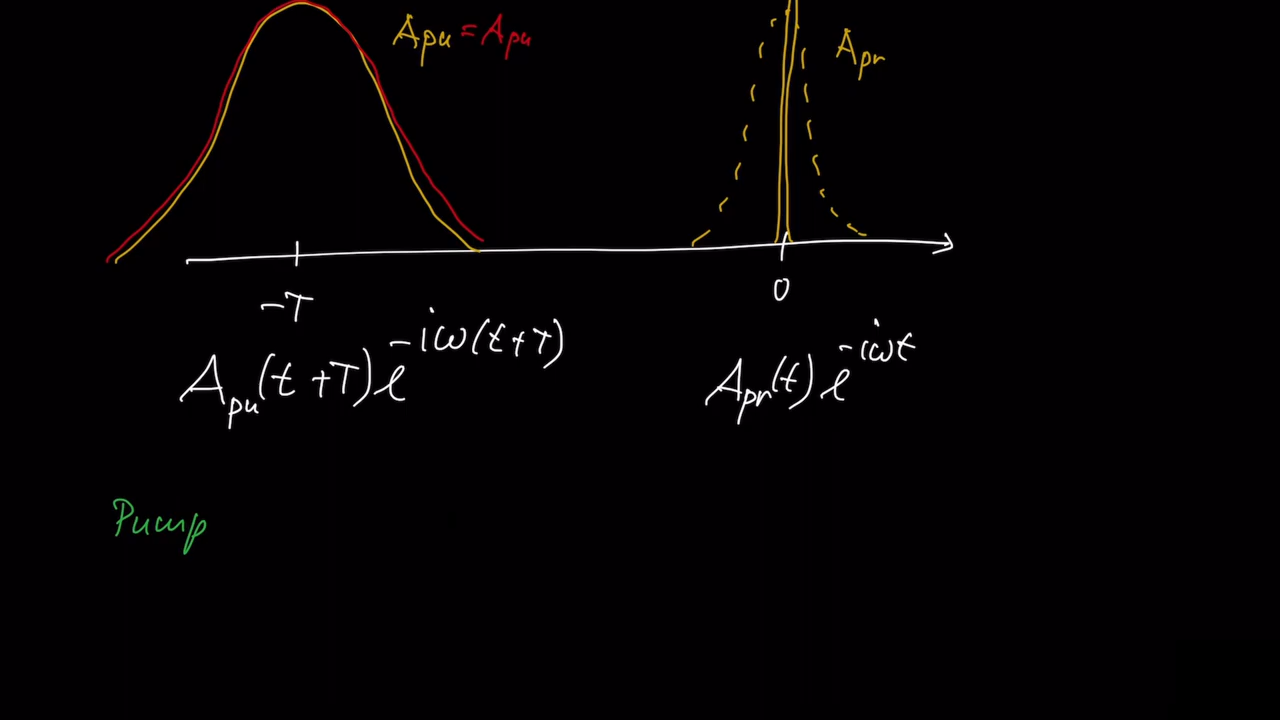 A_pu = A_pu
A_pr
-T
0
A_pu(t+T)e^{-iω(t+T)}
A_pr(t)e^{-iωt}
Pump